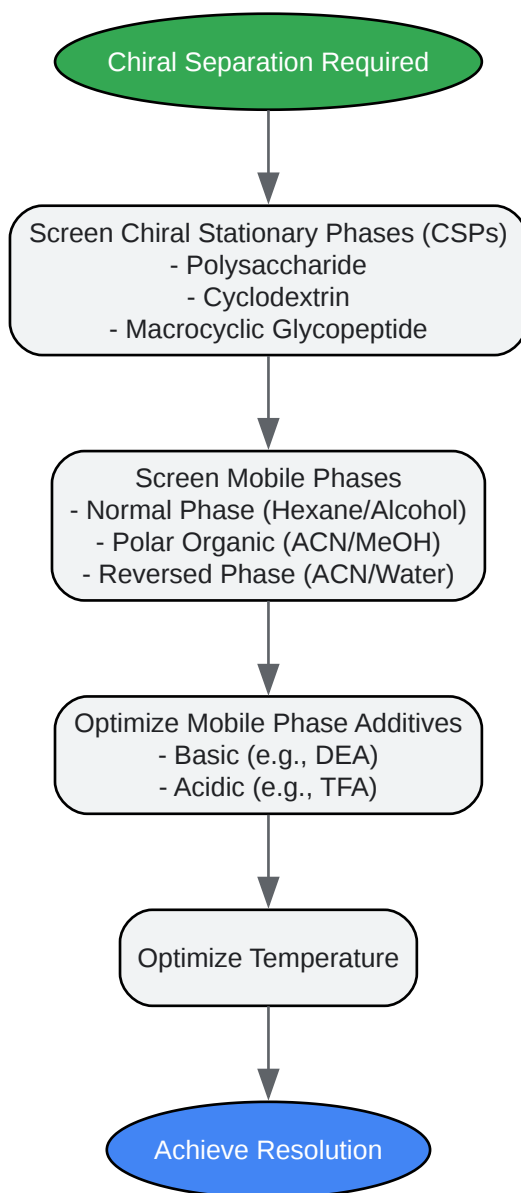 Chiral Separation Required
Screen Chiral Stationary Phases (CSPs)
- Polysaccharide
- Cyclodextrin
- Macrocyclic Glycopeptide
Screen Mobile Phases
- Normal Phase (Hexane/Alcohol)
- Polar Organic (ACN/MeOH)
- Reversed Phase (ACN/Water)
Optimize Mobile Phase Additives
- Basic (e.g., DEA)
- Acidic (e.g., TFA)
Optimize Temperature
Achieve Resolution